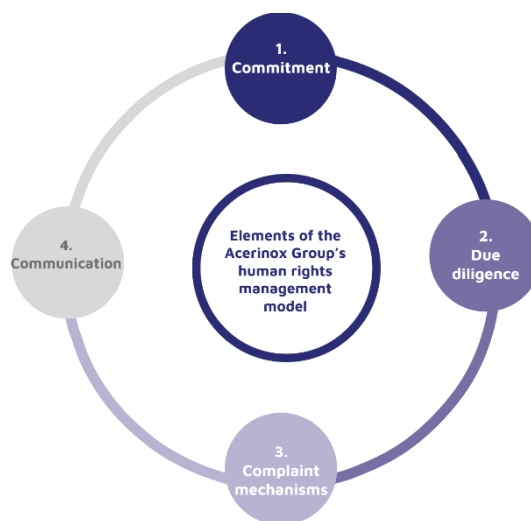 1.
Commitment
2.
Due
diligence
3.
Complaint
mechanisms
4.
Communication
Elements of the
Acerinox Group's
human rights
management
model